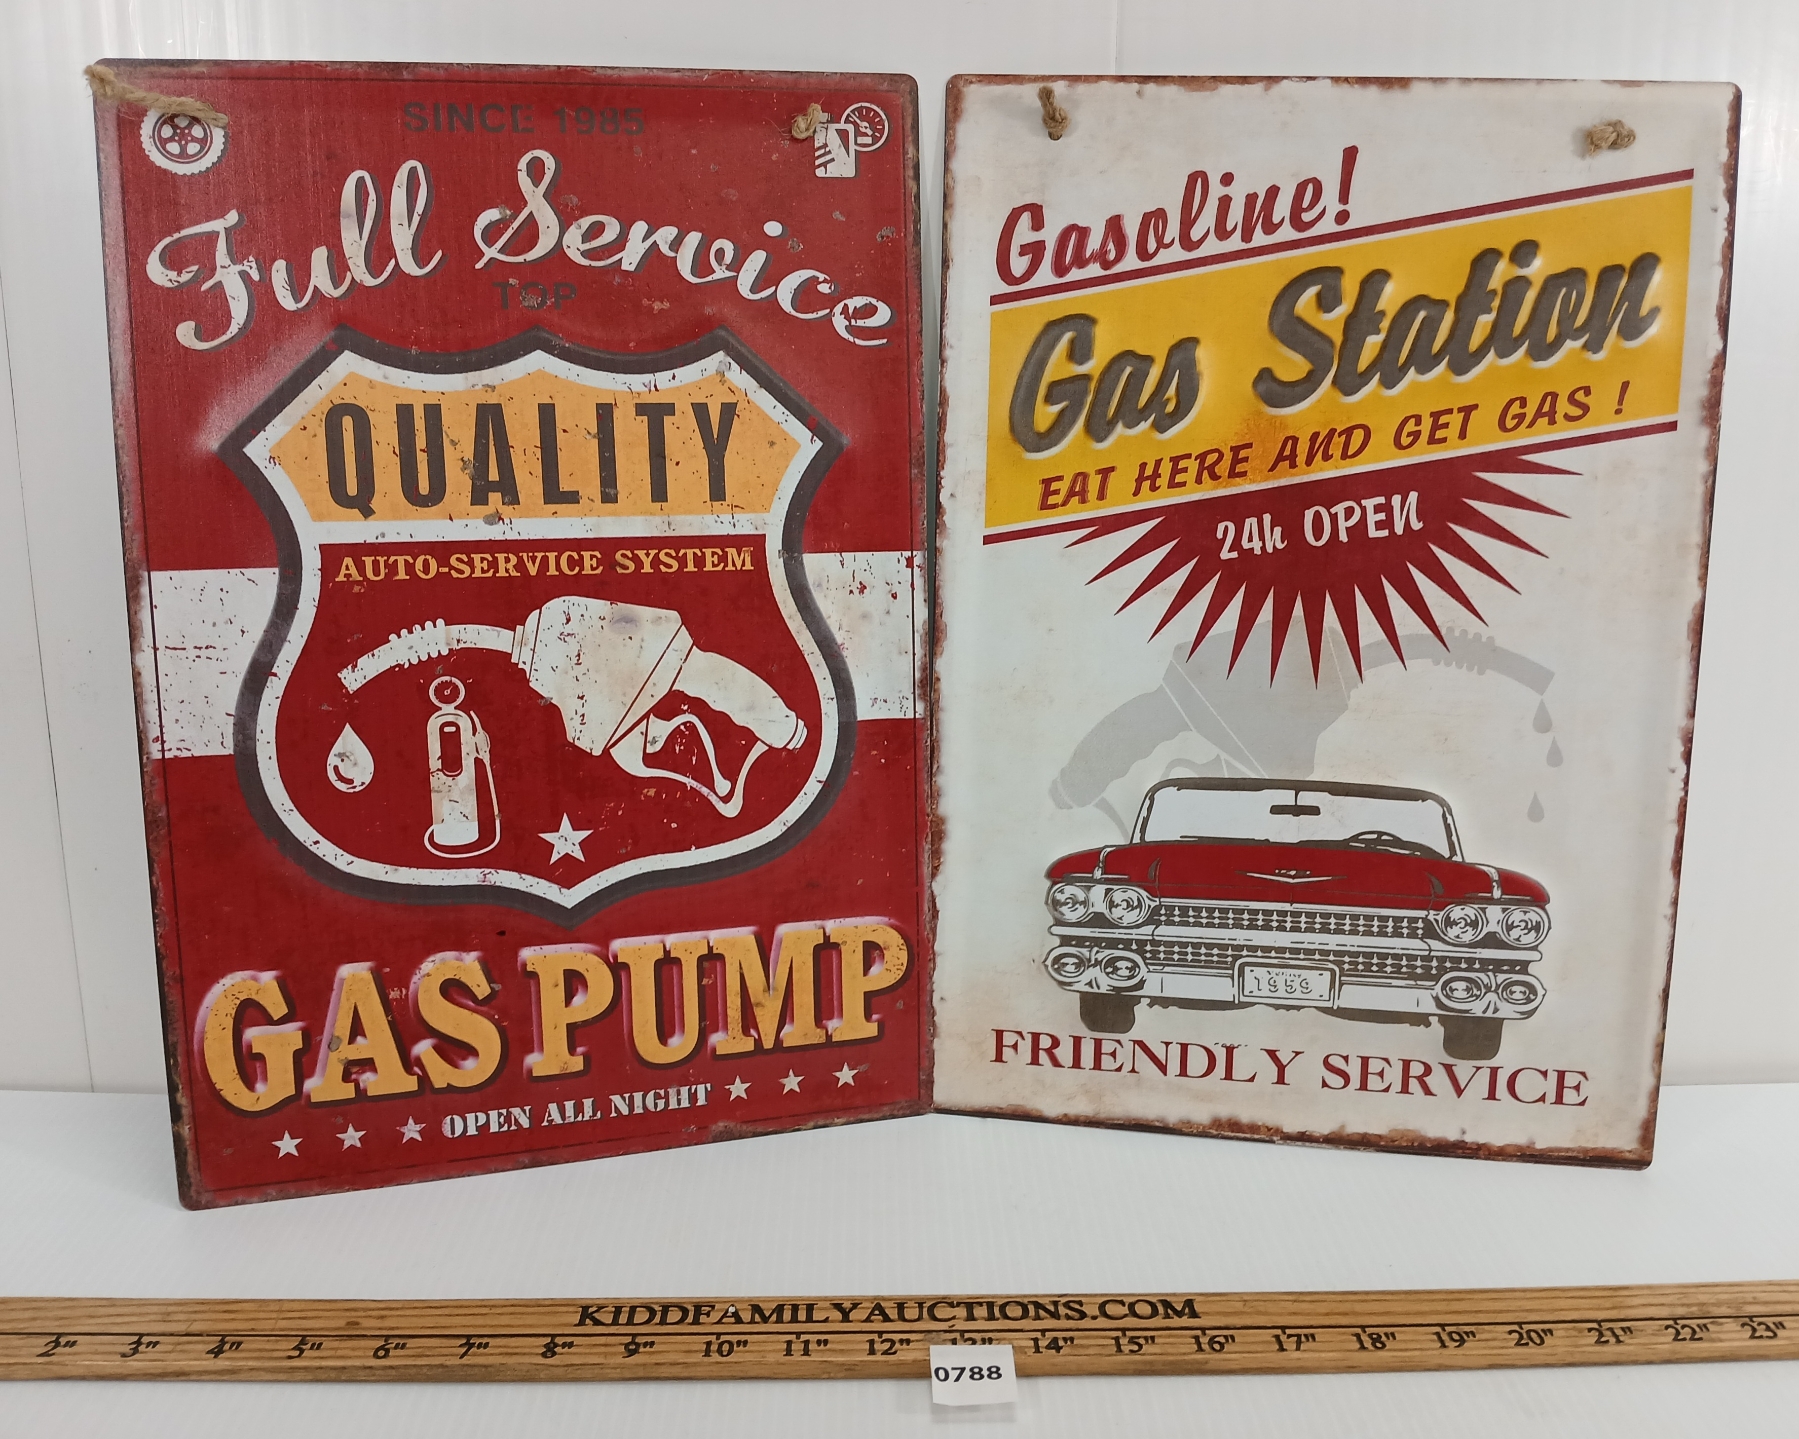 SINCE 1985
Full Service
TOP
QUALITY
AUTO-SERVICE SYSTEM
GAS PUMP
OPEN ALL NIGHT
Gasoline!
Gas Station
EAT HERE AND GET GAS !
24h OPEN
1959
FRIENDLY SERVICE
KIDDFAMILYAUCTIONS.COM
2" 3" 4" 5" 6" 7" 8" 9" 10" 11" 12" 13" 14" 15" 16" 17" 18" 19" 20" 21" 22" 23"
0788